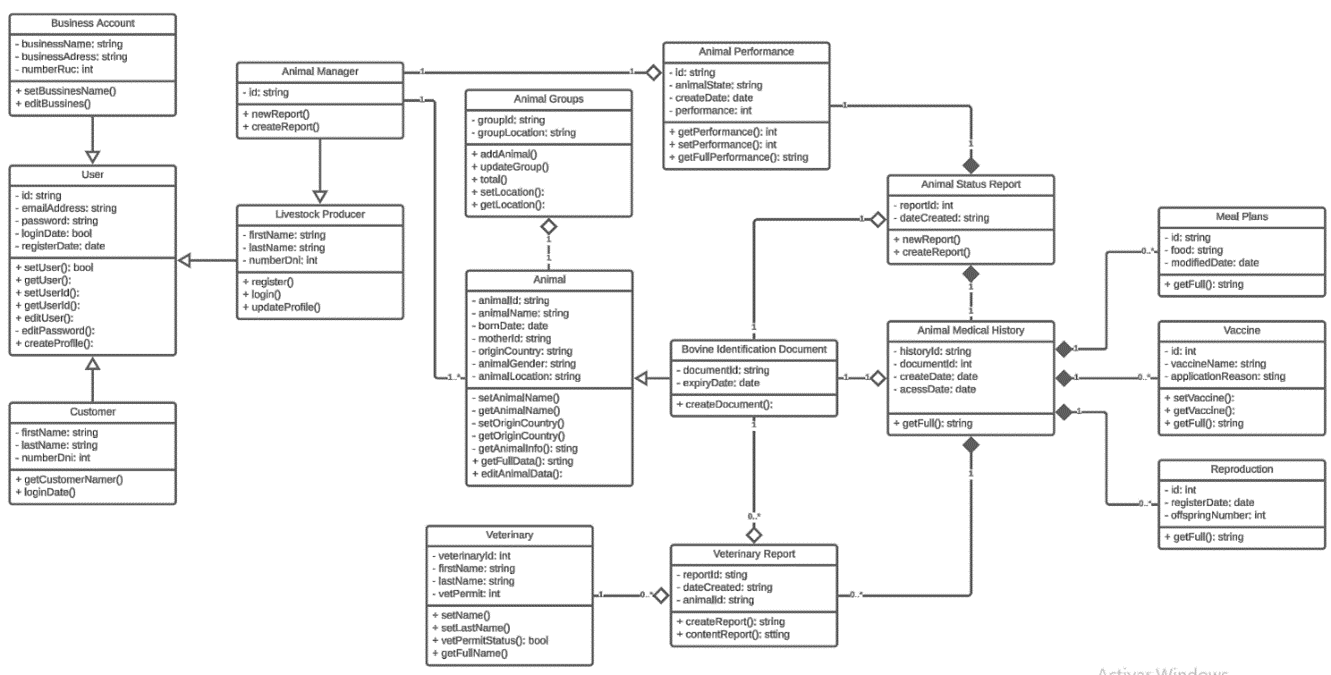 Business Account
- businessName: string
- businessAdress: string
- numberRuc: int
+ setBussinesName()
+ editBussines()
User
- id: string
- emailAddress: string
- password: string
- loginDate: bool
- registerDate: date
+ setUser(): bool
+ getUser():
+ setUserId():
+ getUserId():
+ editUser():
- editPassword():
+ createProfile():
Customer
- firstName: string
- lastName: string
- numberDni: int
+ getCustomerNamer()
+ loginDate()
Animal Manager
- id: string
+ newReport()
+ createReport()
1
1
1
1..*
Livestock Producer
- firstName: string
- lastName: string
- numberDni: int
+ register()
+ login()
+ updateProfile()
Animal Groups
- groupId: string
- groupLocation: string
+ addAnimal()
+ updateGroup()
+ total()
+ setLocation():
+ getLocation():
1
1
Animal
- animalId: string
- animalName: string
- bornDate: date
- motherId: string
- originCountry: string
- animalGender: string
- animalLocation: string
- setAnimalName()
- getAnimalName()
- setOriginCountry()
- getOriginCountry()
- getAnimalInfo(): sting
+ getFullData(): srting
+ editAnimalData():
Veterinary
- veterinaryId: int
- firstName: string
- lastName: string
- vetPermit: int
+ setName()
+ setLastName()
+ vetPermitStatus(): bool
+ getFullName()
1
0..*
Animal Performance
- id: string
- animalState: string
- createDate: date
- performance: int
+ getPerformance(): int
+ setPerformance(): int
+ getFullPerformance(): string
1
1
Bovine Identification Document
- documentId: string
- expiryDate: date
+ createDocument():
1
1
1
1
1
0..*
Veterinary Report
- reportId: sting
- dateCreated: string
- animalId: string
+ createReport(): string
+ contentReport(): stting
0..*
1
Animal Status Report
- reportId: int
- dateCreated: string
+ newReport()
+ createReport()
1
1
Animal Medical History
- historyId: string
- documentId: int
- createDate: date
- acessDate: date
+ getFull(): string
1
0..*
1
0..*
1
0..*
Meal Plans
- id: string
- food: string
- modifiedDate: date
+ getFull(): string
Vaccine
- id: int
- vaccineName: string
- applicationReason: sting
+ setVaccine():
+ getVaccine():
+ getFull(): string
Reproduction
- id: int
- registerDate: date
- offspringNumber: int
+ getFull(): string
Activar Windows